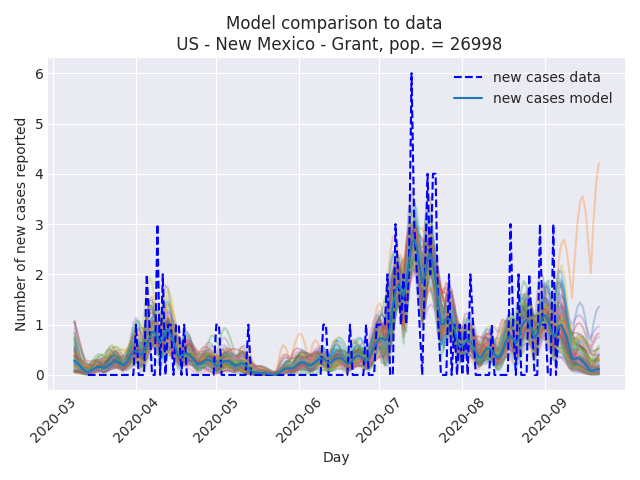 Model comparison to data
US - New Mexico - Grant, pop. = 26998
new cases data
new cases model
Number of new cases reported
6
5
4
3
2
1
0
2020-03
2020-04
2020-05
2020-06
2020-07
2020-08
2020-09
Day